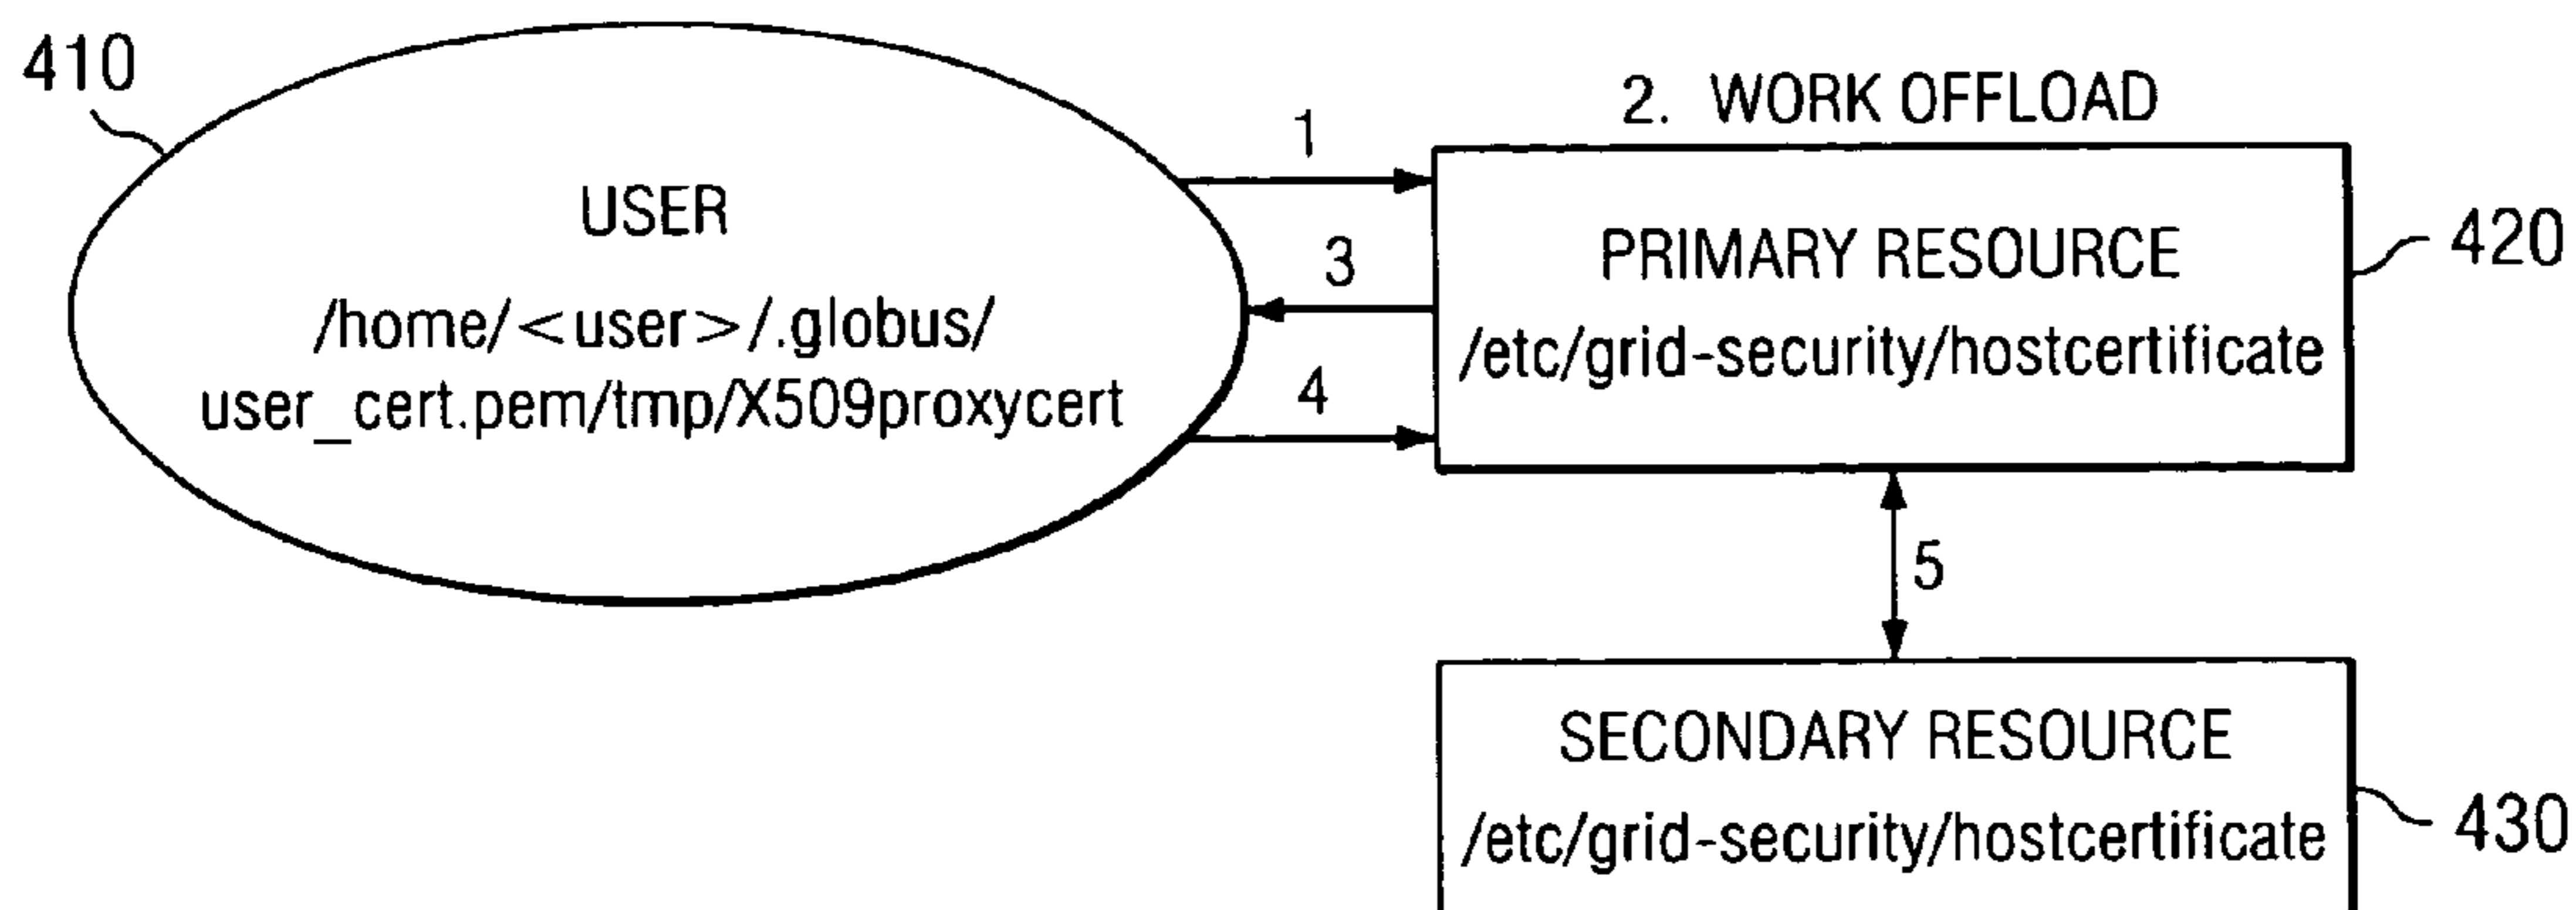 410
USER
/home/<user>/.globus/
user_cert.pem/tmp/X509proxycert
1
3
4
2. WORK OFFLOAD
PRIMARY RESOURCE
/etc/grid-security/hostcertificate
420
5
SECONDARY RESOURCE
/etc/grid-security/hostcertificate
430